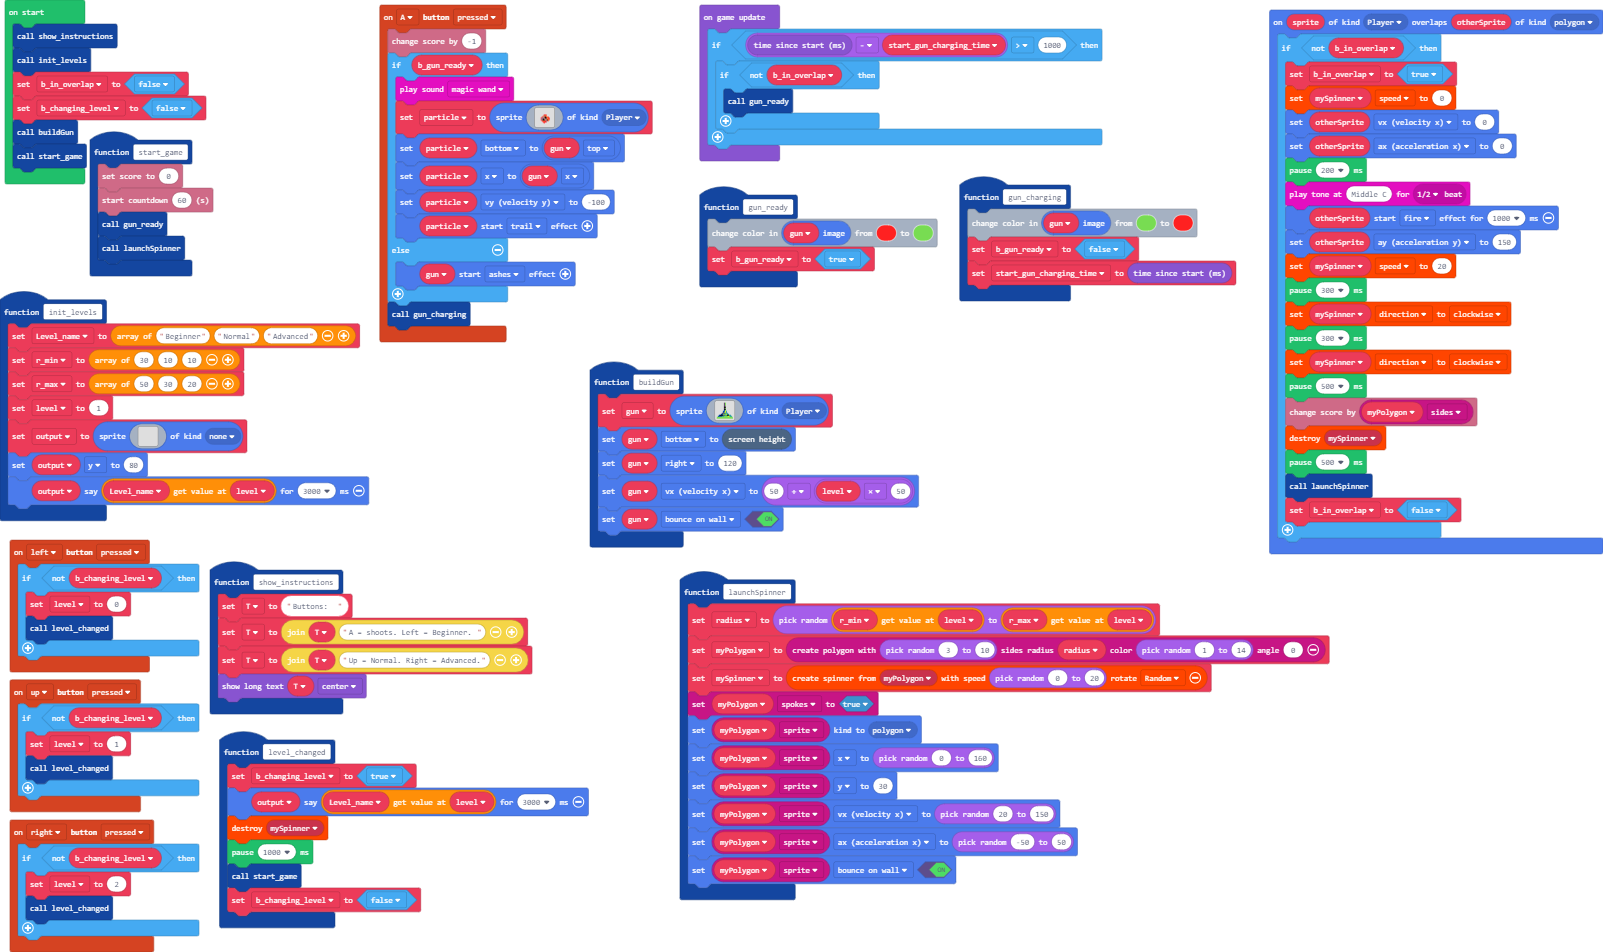 on start
call show_instructions
call init_levels
set b_in_overlap to false
set b_changing_level to false
call buildGun
call start_game
function start_game
set score to 0
start countdown 60 (s)
call gun_ready
call launchSpinner
function init_levels
set Level_name to array of "Beginner" "Normal" "Advanced"
set r_min to array of 30 10 10
set r_max to array of 50 30 20
set level to 1
set output to sprite of kind none
set output y to 80
output say Level_name get value at level for 3000 ms
on left button pressed
if not b_changing_level then
set level to 0
call level_changed
on up button pressed
if not b_changing_level then
set level to 1
call level_changed
on right button pressed
if not b_changing_level then
set level to 2
call level_changed
function show_instructions
set T to "Buttons: "
set T to join T "A = shoots. Left = Beginner. "
set T to join T "Up = Normal. Right = Advanced."
show long text T center
function level_changed
set b_changing_level to true
output say Level_name get value at level for 3000 ms
destroy mySpinner
pause 1000 ms
call start_game
set b_changing_level to false
on A button pressed
change score by -1
if b_gun_ready then
play sound magic wand
set particle to sprite of kind Player
set particle bottom to gun top
set particle x to gun x
set particle vy (velocity y) to -100
particle start trail effect
else
gun start ashes effect
call gun_charging
on game update
if time since start (ms) - start_gun_charging_time > 1000 then
if not b_in_overlap then
call gun_ready
function gun_ready
change color in gun image from to
set b_gun_ready to true
function gun_charging
change color in gun image from to
set b_gun_ready to false
set start_gun_charging_time to time since start (ms)
function buildGun
set gun to sprite of kind Player
set gun bottom to screen height
set gun right to 120
set gun vx (velocity x) to 50 + level × 50
set gun bounce on wall ON
function launchSpinner
set radius to pick random r_min get value at level to r_max get value at level
set myPolygon to create polygon with pick random 3 to 10 sides radius radius color pick random 1 to 14 angle 0
set mySpinner to create spinner from myPolygon with speed pick random 0 to 20 rotate Random
set myPolygon spokes to true
set myPolygon sprite kind to polygon
set myPolygon sprite x to pick random 0 to 160
set myPolygon sprite y to 30
set myPolygon sprite vx (velocity x) to pick random 20 to 150
set myPolygon sprite ax (acceleration x) to pick random -50 to 50
set myPolygon sprite bounce on wall ON
on sprite of kind Player overlaps otherSprite of kind polygon
if not b_in_overlap then
set b_in_overlap to true
set mySpinner speed to 0
set otherSprite vx (velocity x) to 0
set otherSprite ax (acceleration x) to 0
pause 200 ms
play tone at Middle C for 1/2 beat
otherSprite start fire effect for 1000 ms
set otherSprite ay (acceleration y) to 150
set mySpinner speed to 20
pause 300 ms
set mySpinner direction to clockwise
pause 300 ms
set mySpinner direction to clockwise
pause 500 ms
change score by myPolygon sides
destroy mySpinner
pause 500 ms
call launchSpinner
set b_in_overlap to false